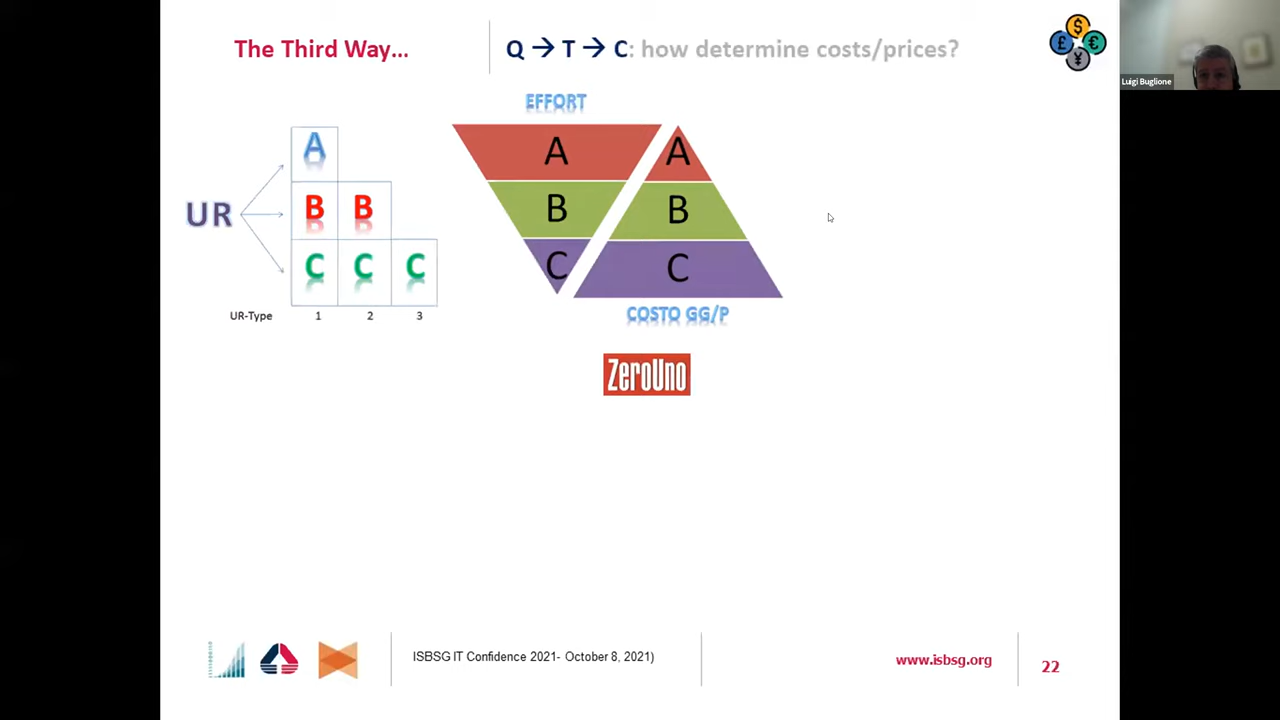 The Third Way...
Q → T → C: how determine costs/prices?
$
£
€
¥
Luigi Buglione
EFFORT
A
A
A
UR
B B
B
B
C C C
C
C
UR-Type 1 2 3
COSTO GG/P
ZeroUno
ISBSG IT Confidence 2021- October 8, 2021)
www.isbsg.org
22